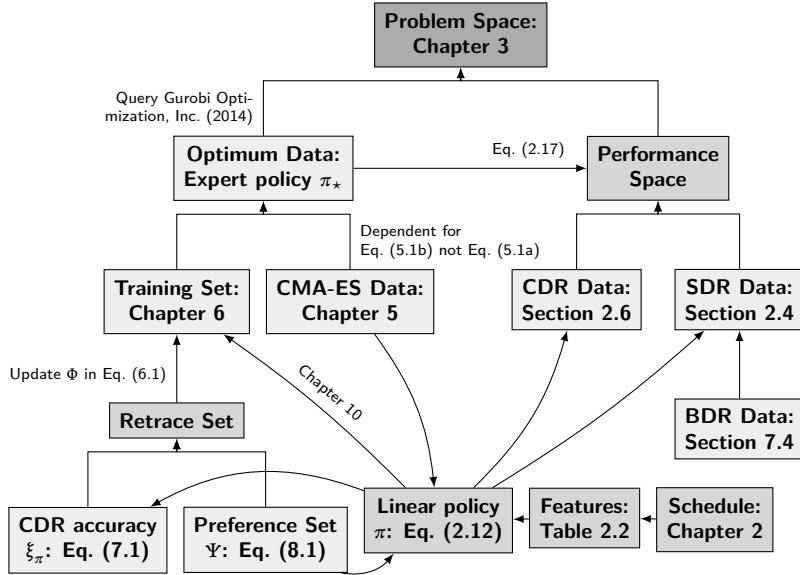 Problem Space:
Chapter 3
Query Gurobi Opti-
mization, Inc. (2014)
Optimum Data:
Expert policy π⋆
Eq. (2.17)
Performance
Space
Dependent for
Eq. (5.1b) not Eq. (5.1a)
Training Set:
Chapter 6
CMA-ES Data:
Chapter 5
CDR Data:
Section 2.6
SDR Data:
Section 2.4
Update Φ in Eq. (6.1)
Chapter 10
Retrace Set
BDR Data:
Section 7.4
CDR accuracy
ξπ: Eq. (7.1)
Preference Set
Ψ: Eq. (8.1)
Linear policy
π: Eq. (2.12)
Features:
Table 2.2
Schedule:
Chapter 2